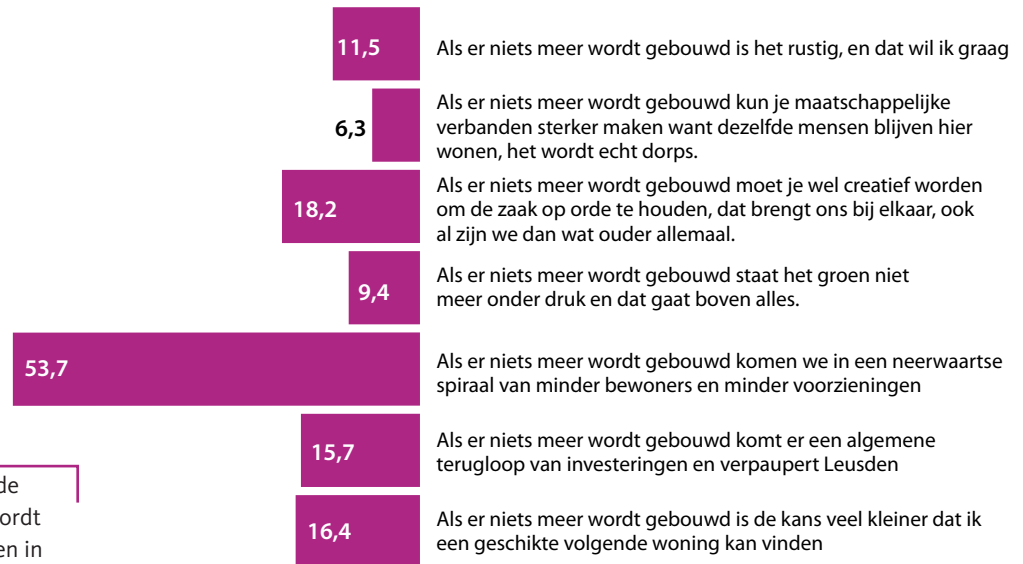 11,5
Als er niets meer wordt gebouwd is het rustig, en dat wil ik graag
6,3
Als er niets meer wordt gebouwd kun je maatschappelijke
verbanden sterker maken want dezelfde mensen blijven hier
wonen, het wordt echt dorps.
18,2
Als er niets meer wordt gebouwd moet je wel creatief worden
om de zaak op orde te houden, dat brengt ons bij elkaar, ook
al zijn we dan wat ouder allemaal.
9,4
Als er niets meer wordt gebouwd staat het groen niet
meer onder druk en dat gaat boven alles.
53,7
Als er niets meer wordt gebouwd komen we in een neerwaartse
spiraal van minder bewoners en minder voorzieningen
15,7
Als er niets meer wordt gebouwd komt er een algemene
terugloop van investeringen en verpaupert Leusden
16,4
Als er niets meer wordt gebouwd is de kans veel kleiner dat ik
een geschikte volgende woning kan vinden
de
ordt
en in